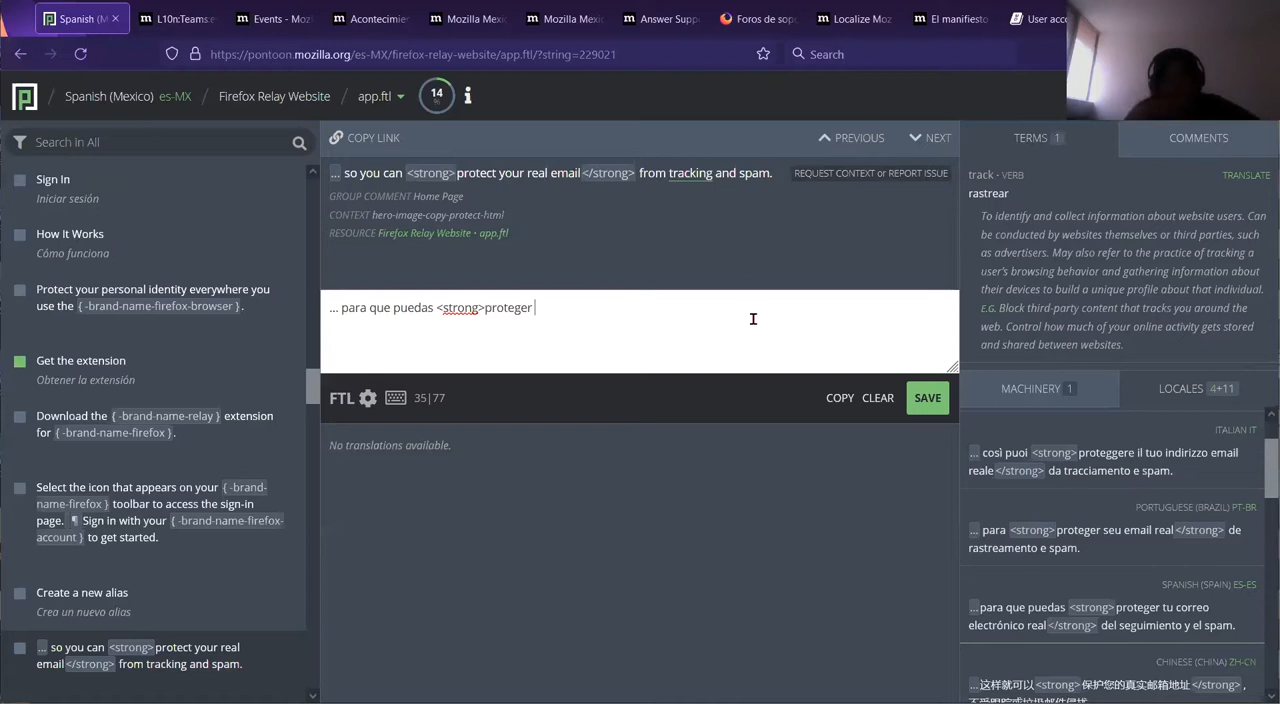 Spanish (M
L10n:Teams:es
Events - Moz
Acontecimie
Mozilla Mexi
Mozilla Mexic
Answer Supp
Foros de sopo
Localize Moz
El manifiesto
User acco
https://pontoon.mozilla.org/es-MX/firefox-relay-website/app.ftl/?string=229021
Search
/ Spanish (Mexico) es-MX / Firefox Relay Website / app.ftl
14
%
Search in All
Sign In
Iniciar sesión
How It Works
Cómo funciona
Protect your personal identity everywhere you
use the { -brand-name-firefox-browser }.
Get the extension
Obtener la extensión
Download the { -brand-name-relay } extension
for { -brand-name-firefox }.
Select the icon that appears on your { -brand-
name-firefox } toolbar to access the sign-in
page. ¶ Sign in with your { -brand-name-firefox-
account } to get started.
Create a new alias
Crea un nuevo alias
... so you can <strong>protect your real
email</strong> from tracking and spam.
COPY LINK
PREVIOUS
NEXT
... so you can <strong>protect your real email</strong> from tracking and spam.
REQUEST CONTEXT or REPORT ISSUE
GROUP COMMENT Home Page
CONTEXT hero-image-copy-protect-html
RESOURCE Firefox Relay Website • app.ftl
... para que puedas <strong>proteger
FTL
35|77
COPY CLEAR SAVE
No translations available.
TERMS 1
COMMENTS
track • VERB
TRANSLATE
rastrear
To identify and collect information about website users. Can
be conducted by websites themselves or third parties, such
as advertisers. May also refer to the practice of tracking a
user's browsing behavior and gathering information about
their devices to build a unique profile about that individual.
E.G. Block third-party content that tracks you around the
web. Control how much of your online activity gets stored
and shared between websites.
MACHINERY 1
LOCALES 4+11
ITALIAN IT
... così puoi <strong>proteggere il tuo indirizzo email
reale</strong> da tracciamento e spam.
PORTUGUESE (BRAZIL) PT-BR
... para <strong>proteger seu email real</strong> de
rastreamento e spam.
SPANISH (SPAIN) ES-ES
...para que puedas <strong>proteger tu correo
electrónico real</strong> del seguimiento y el spam.
CHINESE (CHINA) ZH-CN
...这样就可以<strong>保护您的真实邮箱地址</strong>，